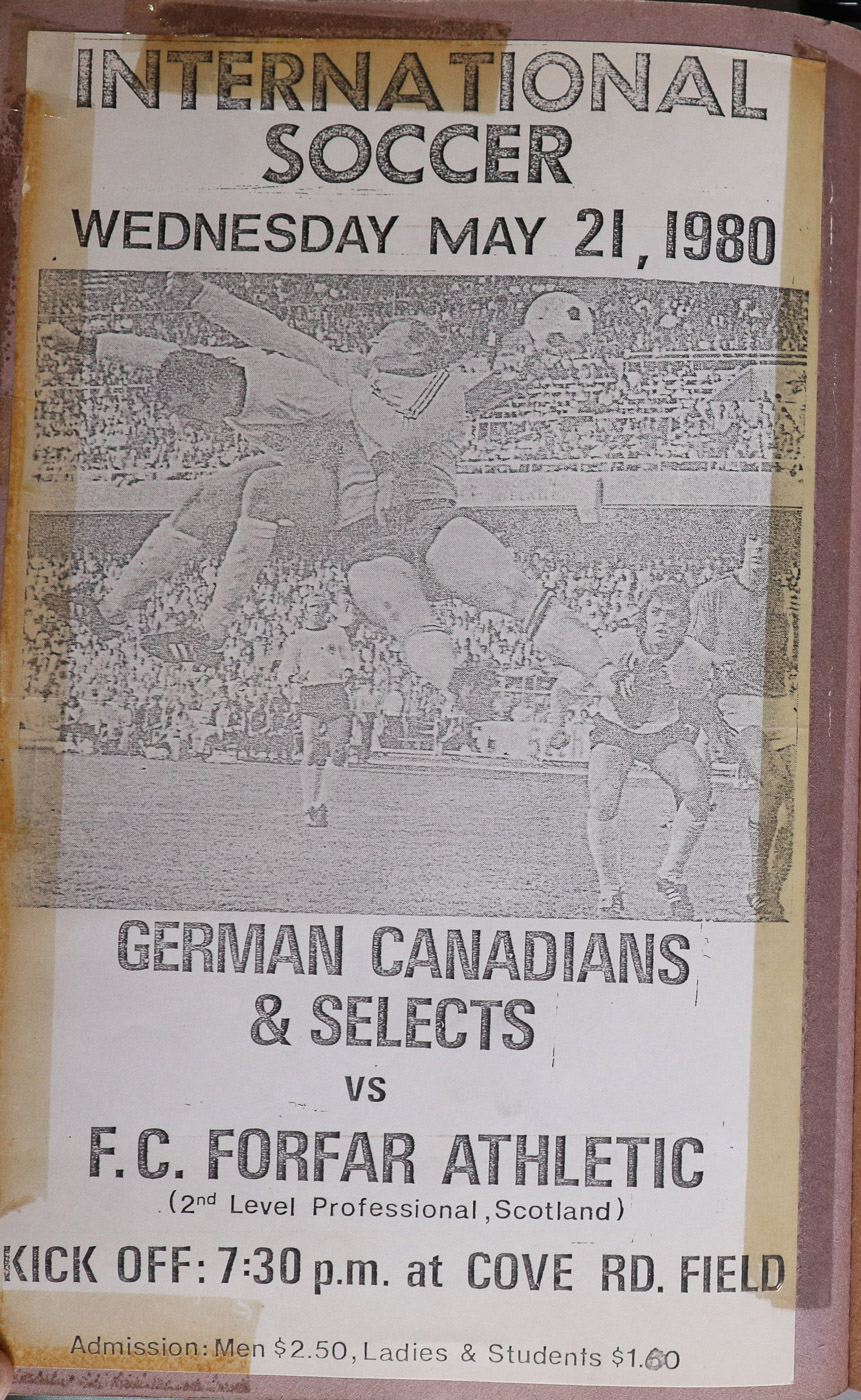 INTERNATIONAL
SOCCER
WEDNESDAY MAY 21, 1980
GERMAN CANADIANS
& SELECTS
VS
F.C. FORFAR ATHLETIC
(2nd Level Professional, Scotland)
KICK OFF: 7:30 p.m. at COVE RD. FIELD
Admission: Men $2.50, Ladies & Students $1.60